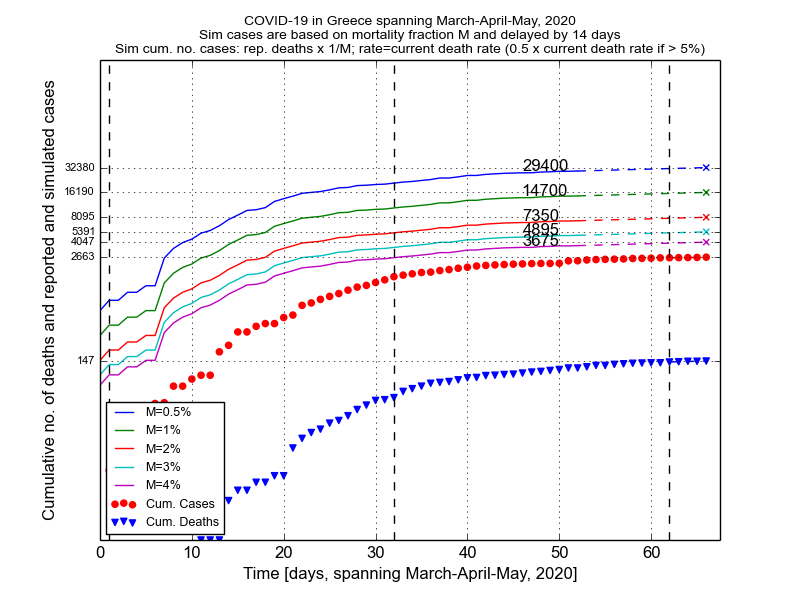 COVID-19 in Greece spanning March-April-May, 2020
Sim cases are based on mortality fraction M and delayed by 14 days
Sim cum. no. cases: rep. deaths x 1/M; rate=current death rate (0.5 x current death rate if > 5%)
Cumulative no. of deaths and reported and simulated cases
32380
16190
8095
5391
4047
2663
147
29400
14700
7350
4895
3675
M=0.5%
M=1%
M=2%
M=3%
M=4%
Cum. Cases
Cum. Deaths
0 10 20 30 40 50 60
Time [days, spanning March-April-May, 2020]